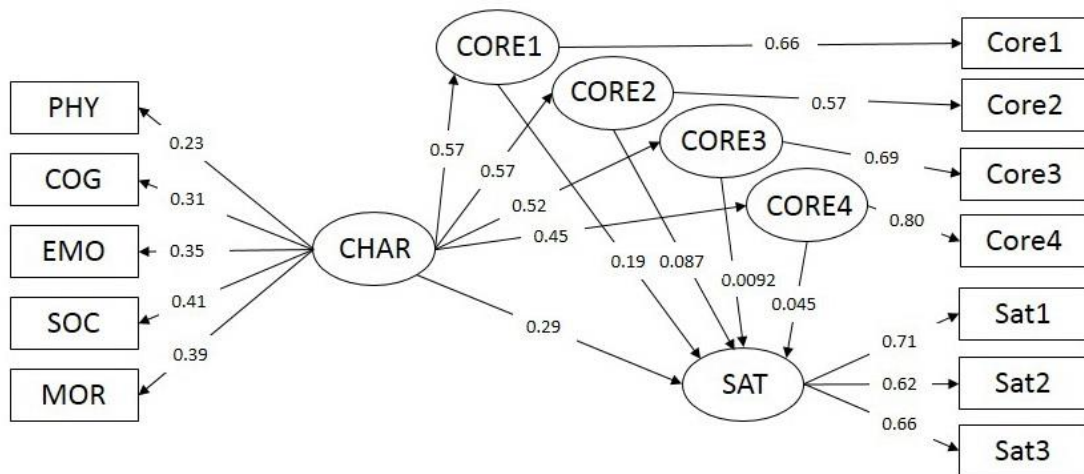 PHY
COG
EMO
SOC
MOR
0.23
0.31
0.35
0.41
0.39
CHAR
0.57
0.57
0.52
0.45
0.29
CORE1
CORE2
CORE3
CORE4
0.19
0.087
0.0092
0.045
SAT
0.66
0.57
0.69
0.80
0.71
0.62
0.66
Core1
Core2
Core3
Core4
Sat1
Sat2
Sat3